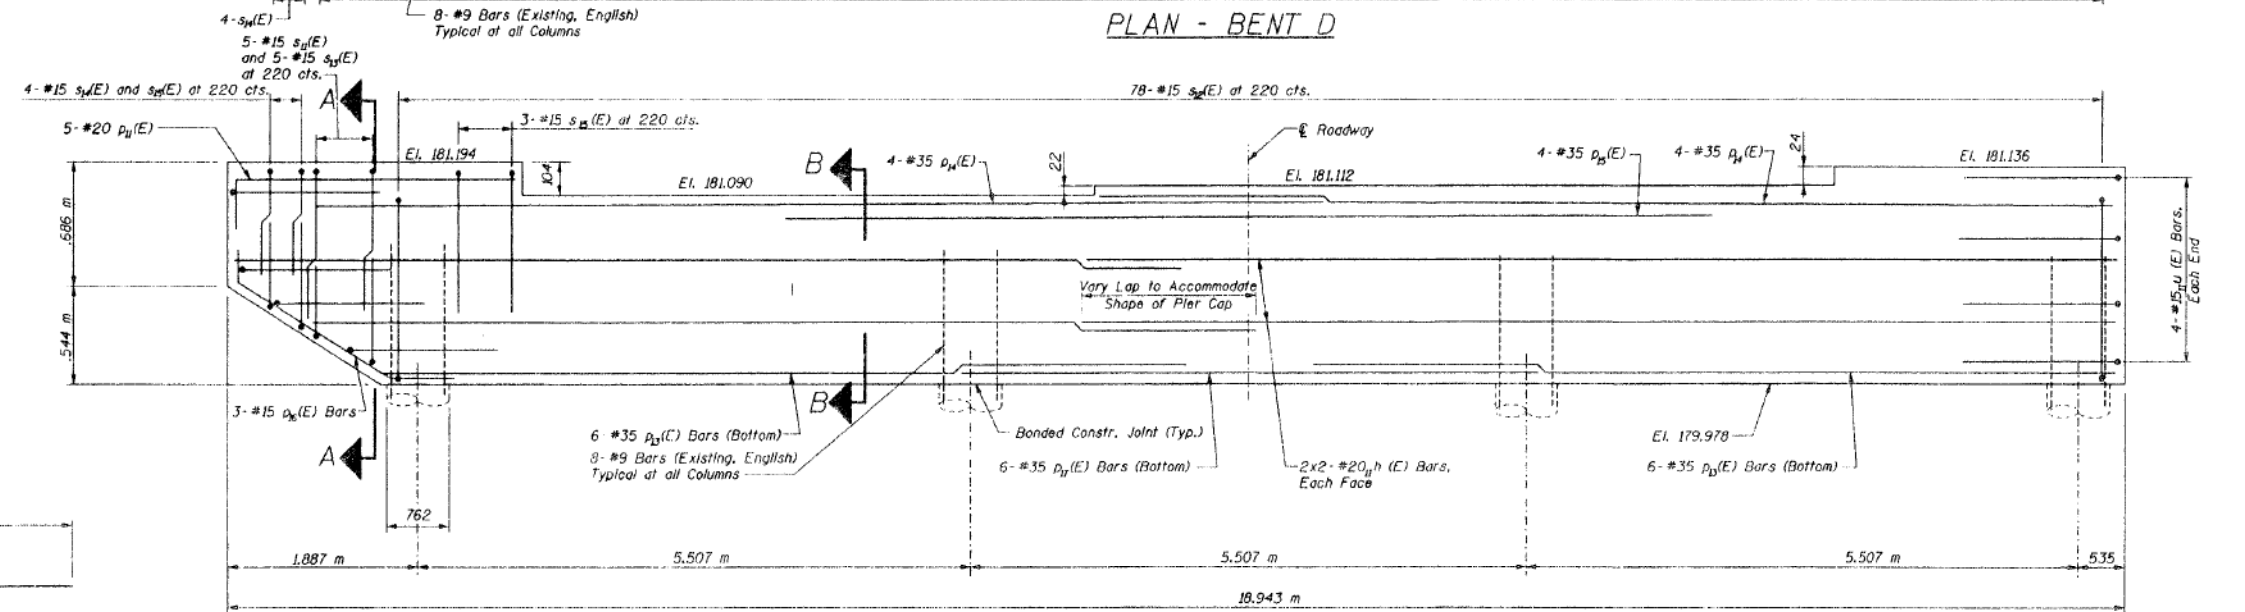 4-s14(E)
8-#9 Bars (Existing, English)
Typical at all Columns
PLAN - BENT D
5-#15 s11(E)
and 5-#15 s13(E)
at 220 cts.
4-#15 s14(E) and s15(E) at 220 cts.
A
78-#15 s12(E) at 220 cts.
5-#20 p11(E)
3-#15 s15(E) at 220 cts.
℄ Roadway
El. 181.194
104
B
4-#35 p14(E)
22
4-#35 p15(E)
4-#35 p14(E)
24
El. 181.136
El. 181.090
El. 181.112
.686 m
4-#15 u11(E) Bars,
Each End
Vary Lap to Accommodate
Shape of Pier Cap
.544 m
3-#15 p16(E) Bars
B
A
6-#35 p13(E) Bars (Bottom)
8-#9 Bars (Existing, English)
Typical at all Columns
Bonded Constr. Joint (Typ.)
6-#35 p17(E) Bars (Bottom)
2x2-#20 h11(E) Bars,
Each Face
El. 179.978
6-#35 p13(E) Bars (Bottom)
762
1.887 m
5.507 m
5.507 m
5.507 m
535
18.943 m